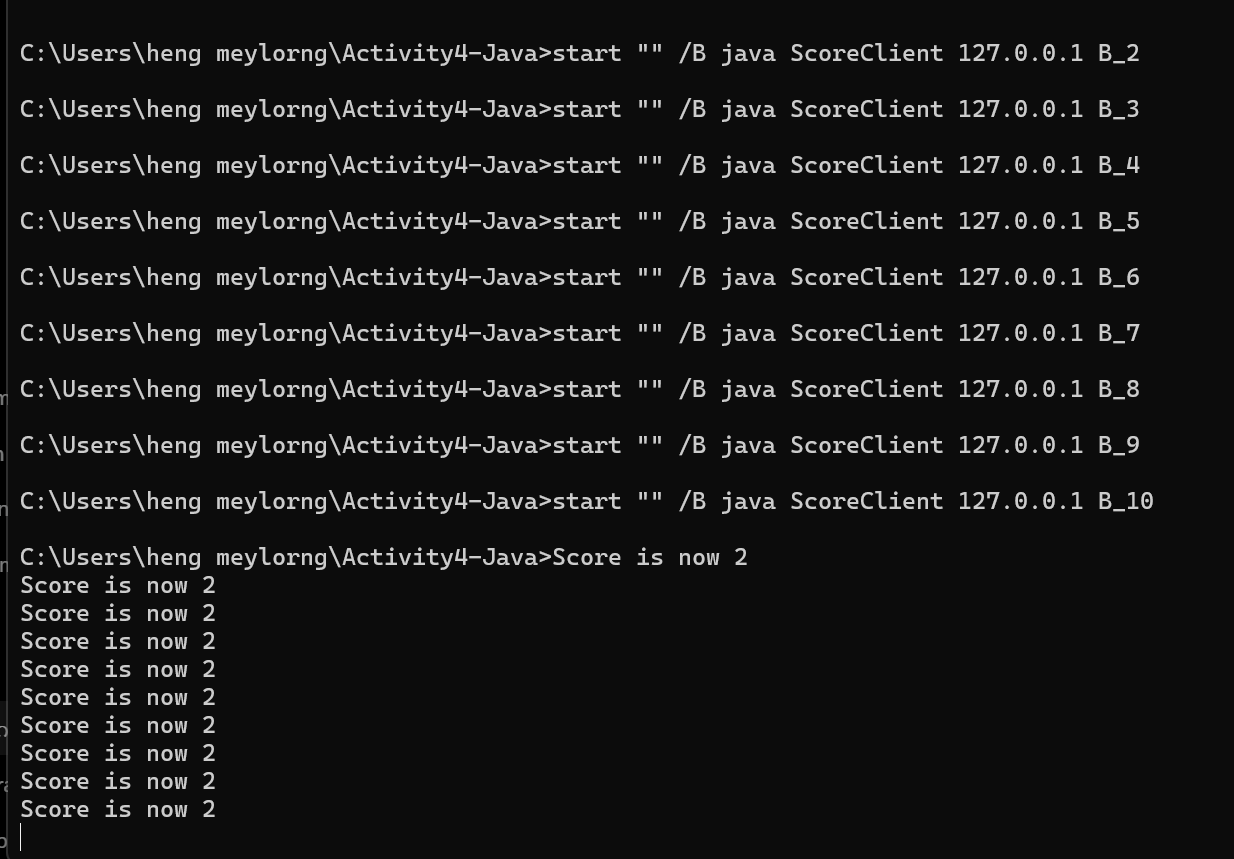 C:\Users\heng meylorng\Activity4-Java>start "" /B java ScoreClient 127.0.0.1 B_2
C:\Users\heng meylorng\Activity4-Java>start "" /B java ScoreClient 127.0.0.1 B_3
C:\Users\heng meylorng\Activity4-Java>start "" /B java ScoreClient 127.0.0.1 B_4
C:\Users\heng meylorng\Activity4-Java>start "" /B java ScoreClient 127.0.0.1 B_5
C:\Users\heng meylorng\Activity4-Java>start "" /B java ScoreClient 127.0.0.1 B_6
C:\Users\heng meylorng\Activity4-Java>start "" /B java ScoreClient 127.0.0.1 B_7
C:\Users\heng meylorng\Activity4-Java>start "" /B java ScoreClient 127.0.0.1 B_8
C:\Users\heng meylorng\Activity4-Java>start "" /B java ScoreClient 127.0.0.1 B_9
C:\Users\heng meylorng\Activity4-Java>start "" /B java ScoreClient 127.0.0.1 B_10
C:\Users\heng meylorng\Activity4-Java>Score is now 2
Score is now 2
Score is now 2
Score is now 2
Score is now 2
Score is now 2
Score is now 2
Score is now 2
Score is now 2
Score is now 2